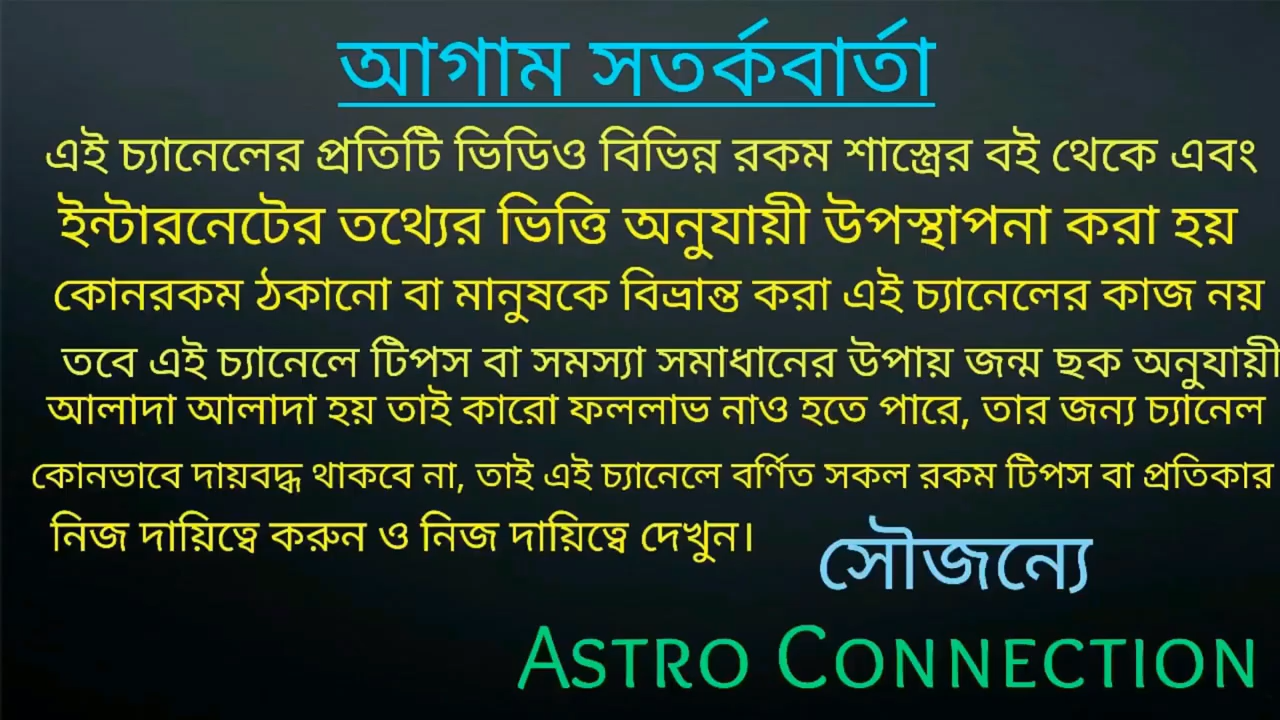 আগাম সতর্কবার্তা
এই চ্যানেলের প্রতিটি ভিডিও বিভিন্ন রকম শাস্ত্রের বই থেকে এবং
ইন্টারনেটের তথ্যের ভিত্তি অনুযায়ী উপস্থাপনা করা হয়
কোনরকম ঠকানো বা মানুষকে বিভ্রান্ত করা এই চ্যানেলের কাজ নয়
তবে এই চ্যানেলে টিপস বা সমস্যা সমাধানের উপায় জন্ম ছক অনুযায়ী
আলাদা আলাদা হয় তাই কারো ফললাভ নাও হতে পারে, তার জন্য চ্যানেল
কোনভাবে দায়বদ্ধ থাকবে না, তাই এই চ্যানেলে বর্ণিত সকল রকম টিপস বা প্রতিকার
নিজ দায়িত্বে করুন ও নিজ দায়িত্বে দেখুন।
সৌজন্যে
ASTRO CONNECTION